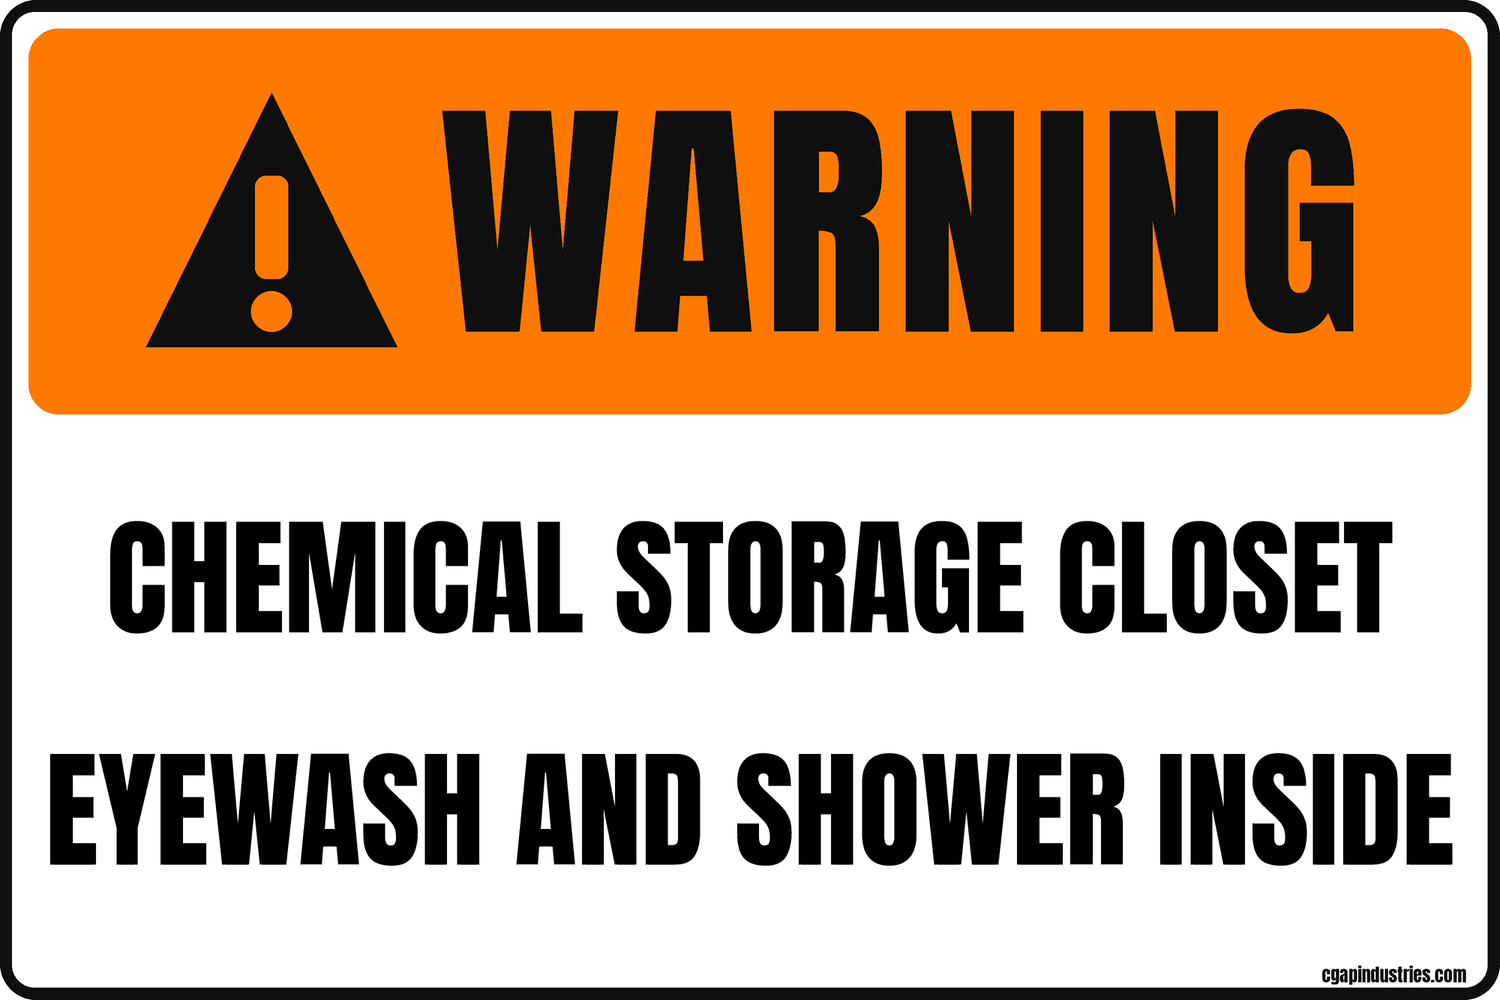 WARNING
CHEMICAL STORAGE CLOSET
EYEWASH AND SHOWER INSIDE
cgapindustries.com